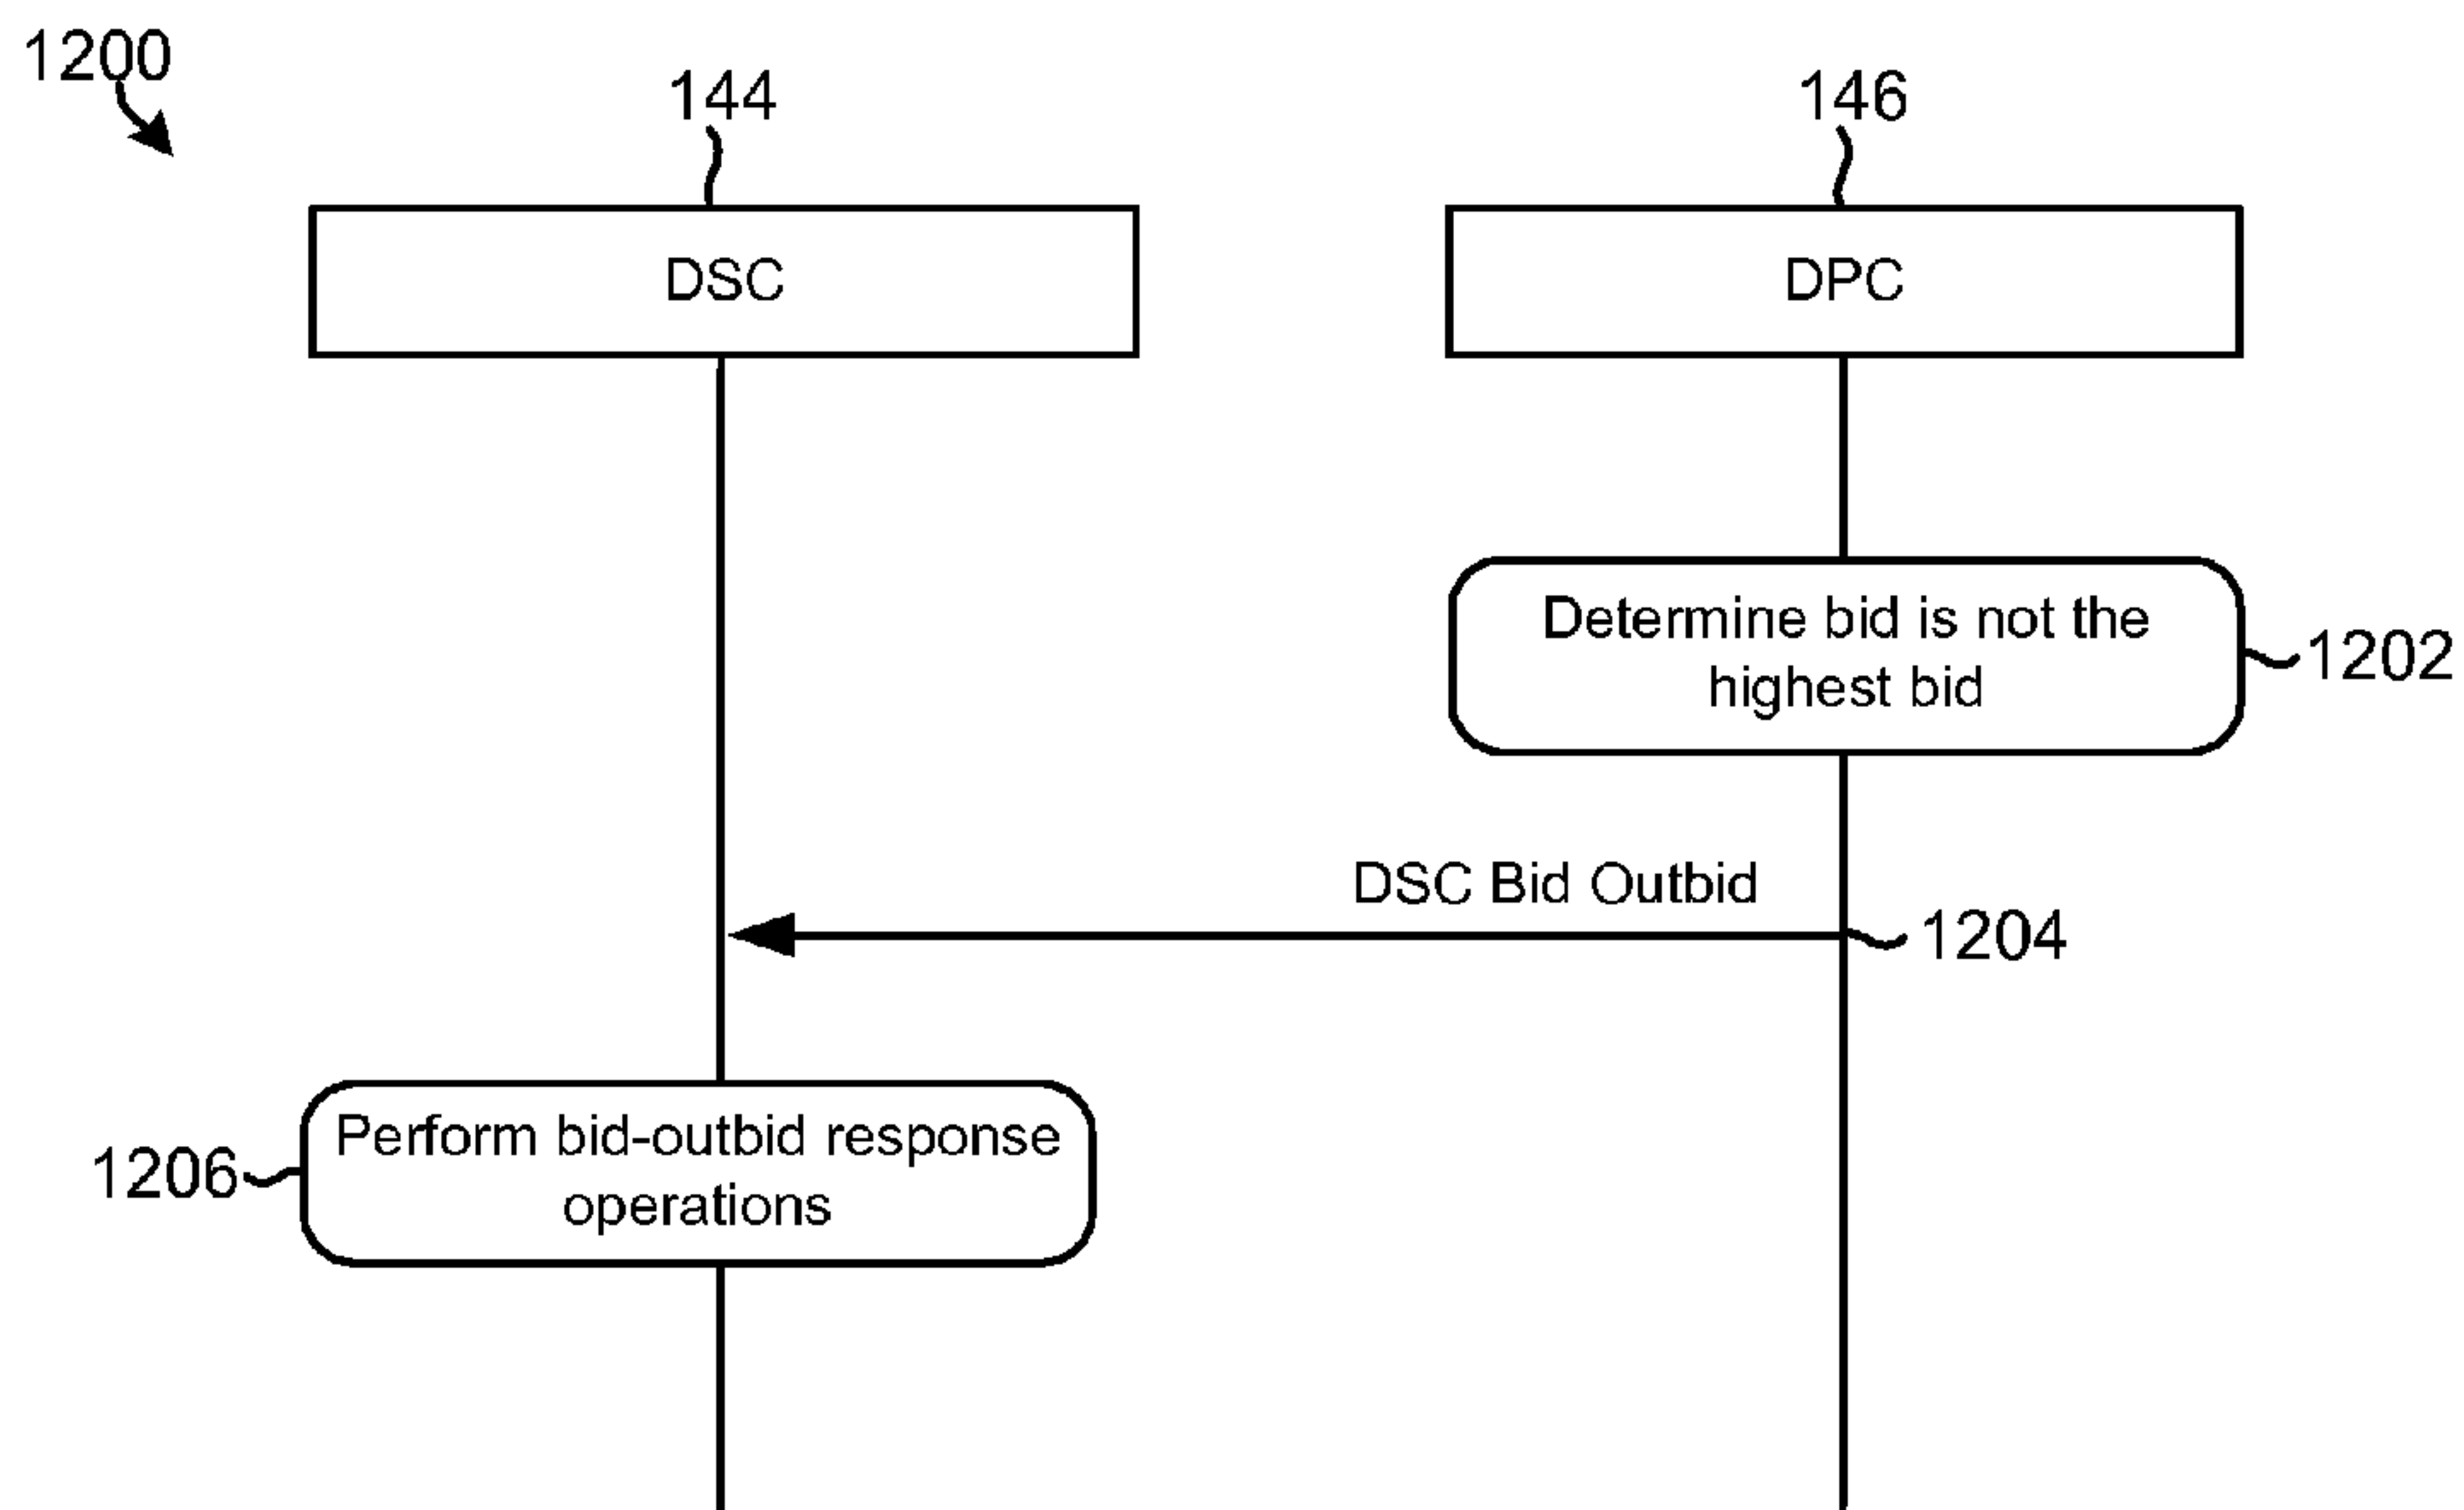 1200
144
146
DSC
DPC
Determine bid is not the
highest bid
1202
DSC Bid Outbid
1204
Perform bid-outbid response
operations
1206